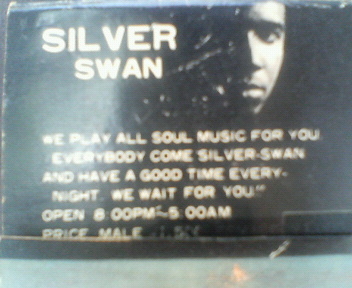 SILVER
SWAN
WE PLAY ALL SOUL MUSIC FOR YOU
EVERYBODY COME SILVER-SWAN
AND HAVE A GOOD TIME EVERY-
NIGHT. WE WAIT FOR YOU."
OPEN 8:00PM~5:00AM
PRICE MALE